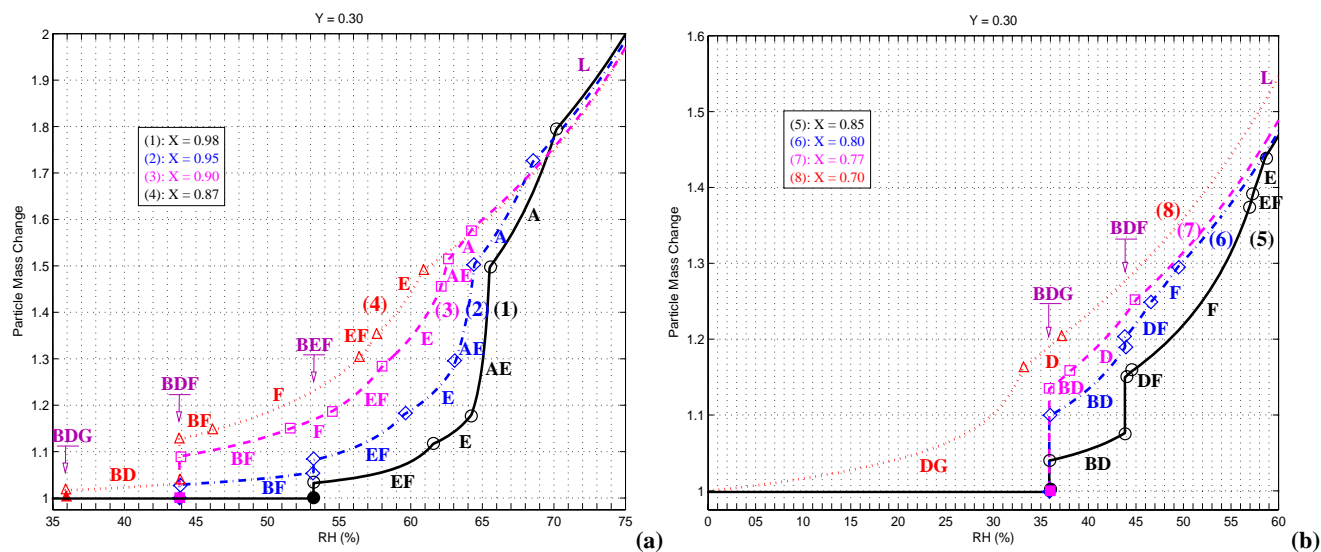 Y = 0.30
Particle Mass Change
2
1.9
1.8
1.7
1.6
1.5
1.4
1.3
1.2
1.1
1
(1): X = 0.98
(2): X = 0.95
(3): X = 0.90
(4): X = 0.87
L
A
A
A
E
AE
(4)
(3)
(2)
(1)
EF
E
BEF
AE
AE
F
BDF
EF
E
BF
F
E
BDG
BF
EF
BD
BF
EF
35
40
45
50
55
60
65
70
75
RH (%)
(a)
Y = 0.30
Particle Mass Change
1.6
1.5
1.4
1.3
1.2
1.1
1
(5): X = 0.85
(6): X = 0.80
(7): X = 0.77
(8): X = 0.70
L
E
EF
(8)
BDF
(7)
(6)
(5)
BDG
F
F
DF
D
D
DF
BD
BD
BD
DG
0
5
10
15
20
25
30
35
40
45
50
55
60
RH (%)
(b)